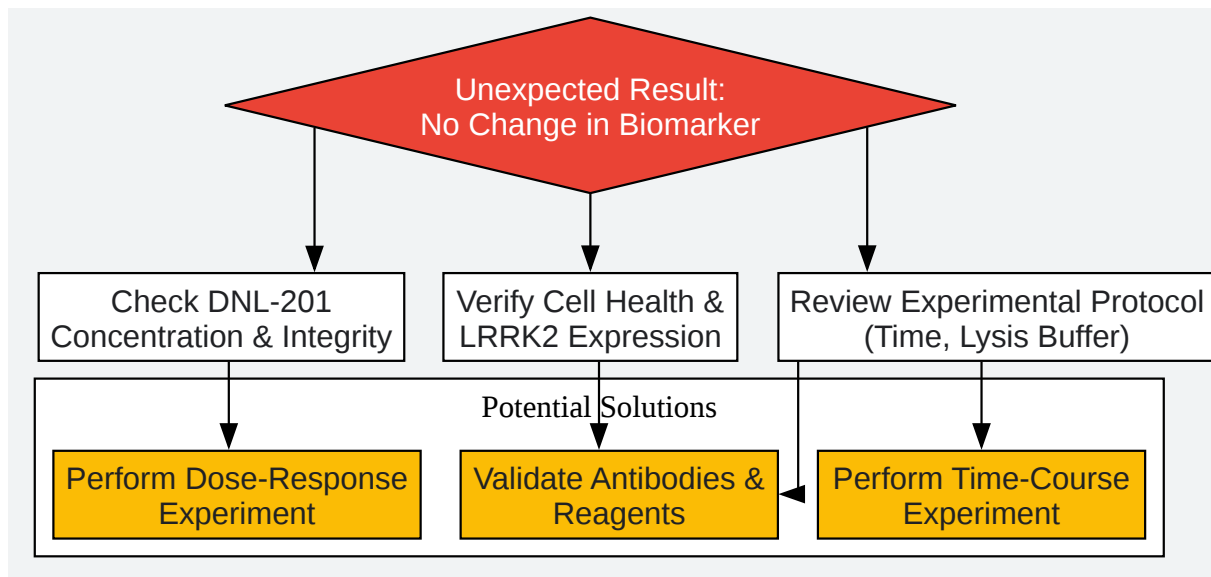 Unexpected Result:
No Change in Biomarker
Check DNL-201
Concentration & Integrity
Verify Cell Health &
LRRK2 Expression
Review Experimental Protocol
(Time, Lysis Buffer)
Potential Solutions
Perform Dose-Response
Experiment
Validate Antibodies &
Reagents
Perform Time-Course
Experiment